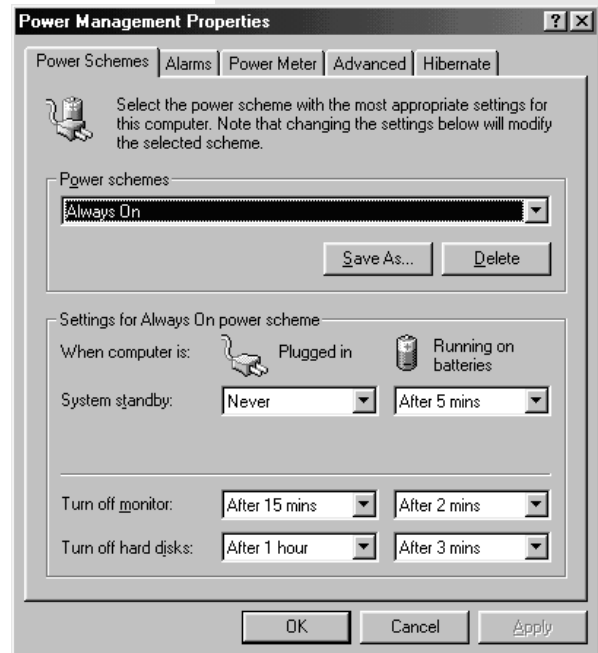 Power Management Properties
Power Schemes Alarms Power Meter Advanced Hibernate
Select the power scheme with the most appropriate settings for
this computer. Note that changing the settings below will modify
the selected scheme.
Power schemes
Always On
Save As... Delete
Settings for Always On power scheme
When computer is: Plugged in Running on
batteries
System standby: Never After 5 mins
Turn off monitor: After 15 mins After 2 mins
Turn off hard disks: After 1 hour After 3 mins
OK Cancel Apply